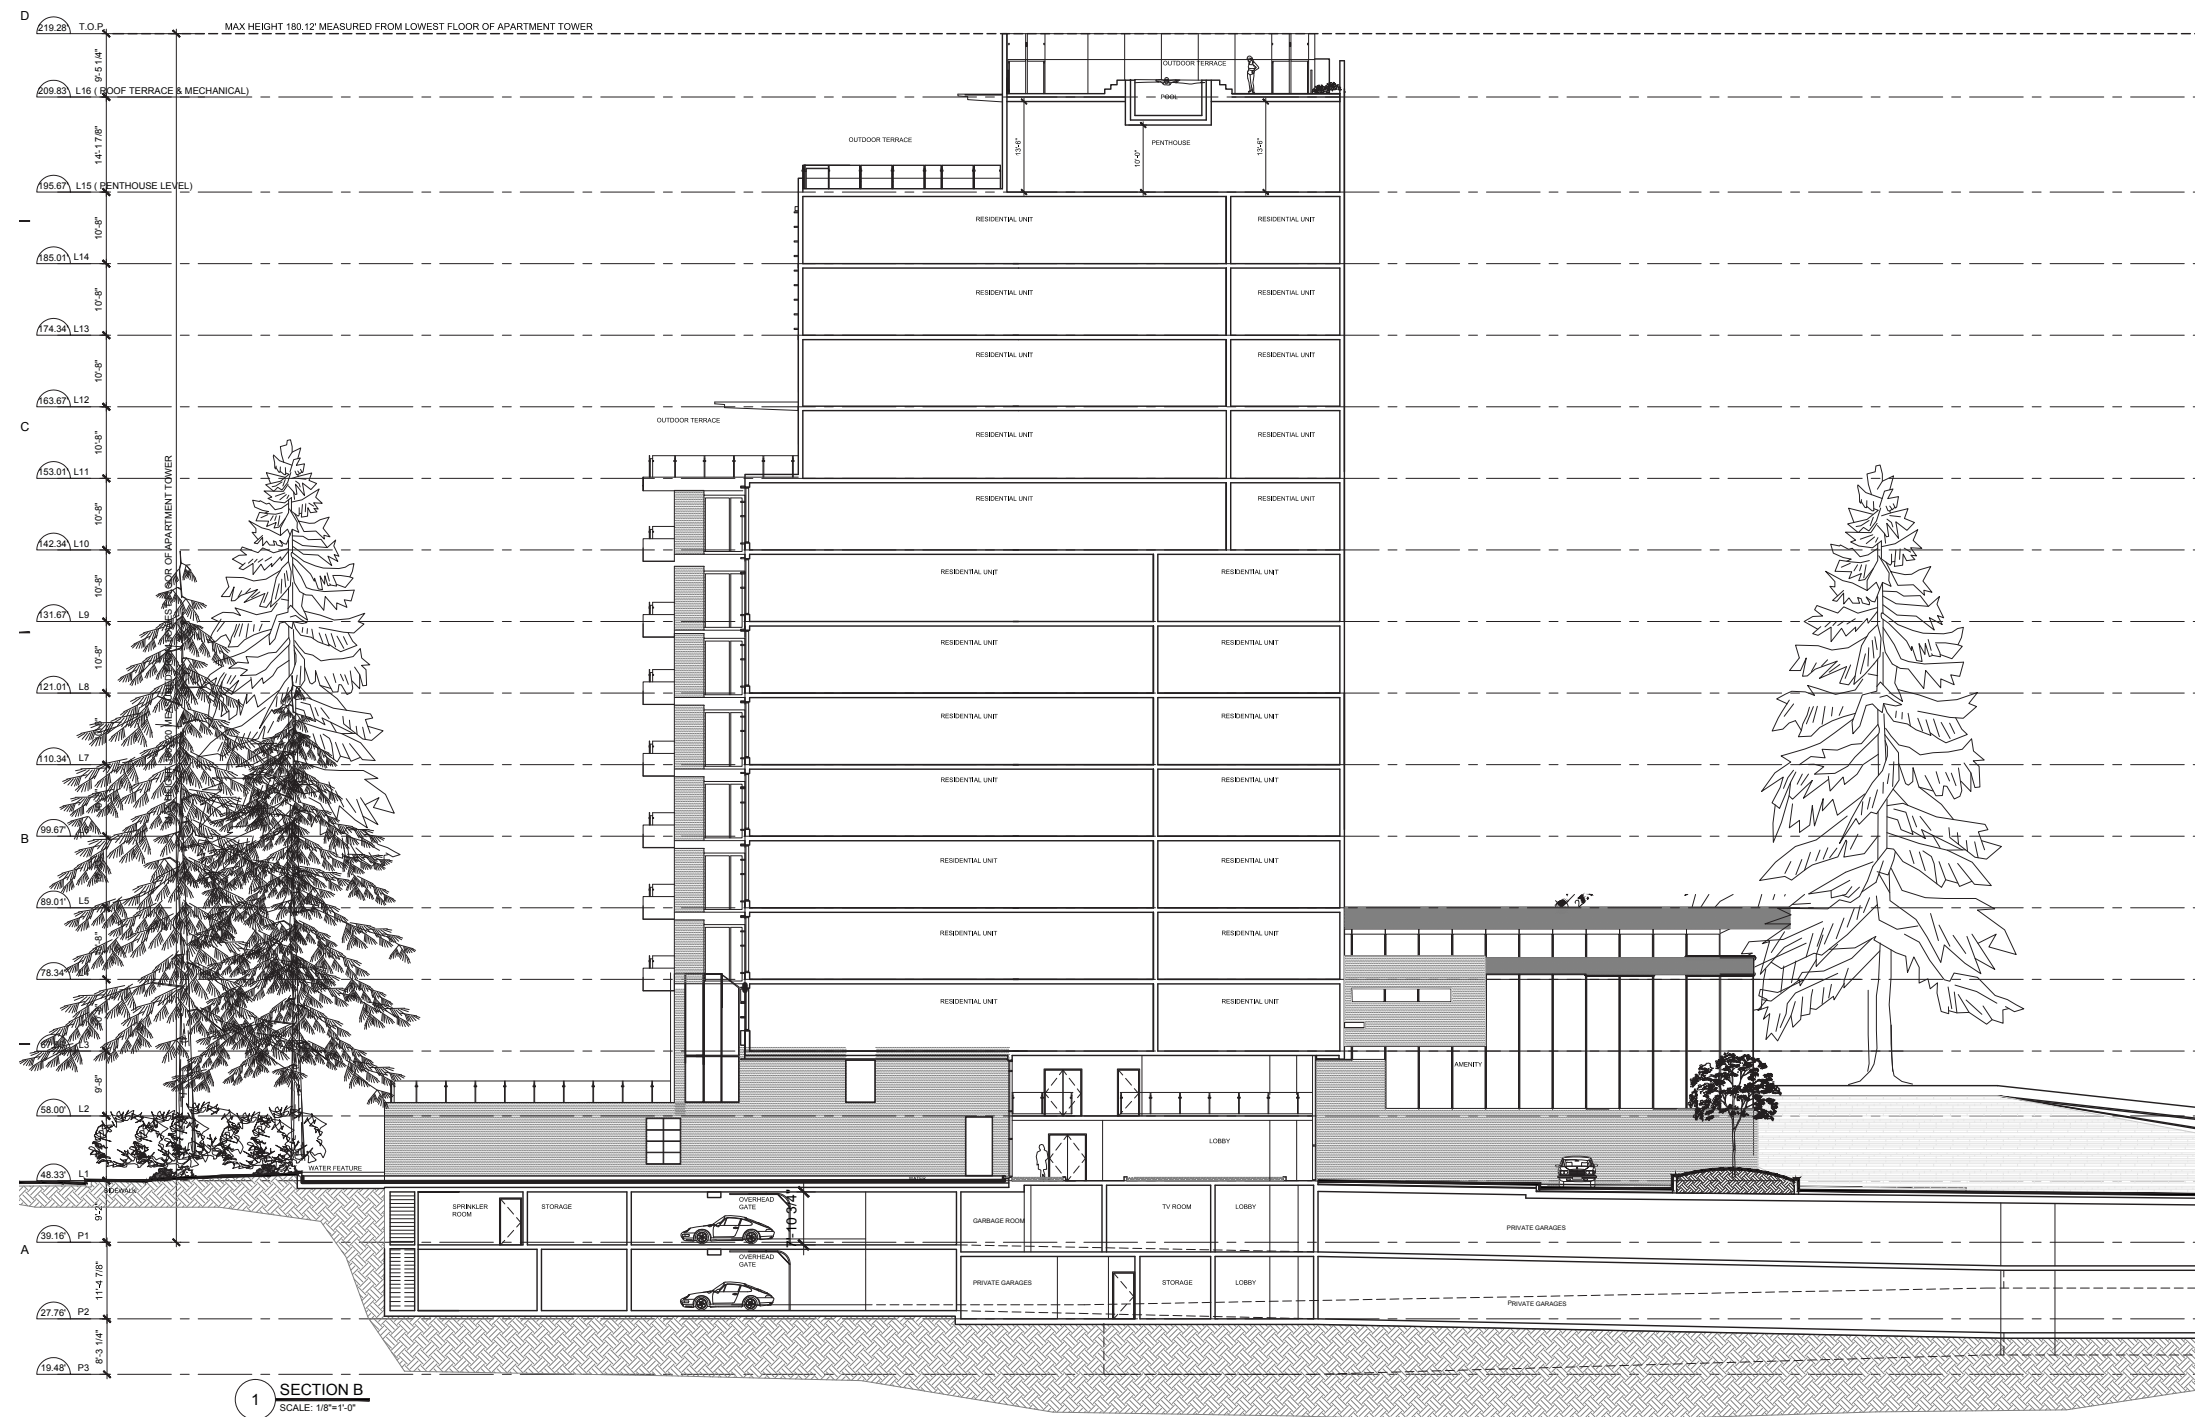 D
219.28' T.O.P.
MAX HEIGHT 180.12' MEASURED FROM LOWEST FLOOR OF APARTMENT TOWER
9'-5 1/4"
OUTDOOR TERRACE
209.83' L16 ( ROOF TERRACE & MECHANICAL)
POOL
14'-1 7/8"
OUTDOOR TERRACE
13'-6"
10'-0"
PENTHOUSE
13'-6"
195.67' L15 ( PENTHOUSE LEVEL)
10'-8"
RESIDENTIAL UNIT
RESIDENTIAL UNIT
185.01' L14
10'-8"
RESIDENTIAL UNIT
RESIDENTIAL UNIT
174.34' L13
10'-8"
RESIDENTIAL UNIT
RESIDENTIAL UNIT
163.67' L12
OUTDOOR TERRACE
C
10'-8"
RESIDENTIAL UNIT
RESIDENTIAL UNIT
153.01' L11
10'-8"
RESIDENTIAL UNIT
RESIDENTIAL UNIT
142.34' L10
10'-8"
RESIDENTIAL UNIT
RESIDENTIAL UNIT
131.67' L9
10'-8"
RESIDENTIAL UNIT
RESIDENTIAL UNIT
121.01' L8
RESIDENTIAL UNIT
RESIDENTIAL UNIT
110.34' L7
RESIDENTIAL UNIT
RESIDENTIAL UNIT
99.67'
B
RESIDENTIAL UNIT
RESIDENTIAL UNIT
89.01' L5
RESIDENTIAL UNIT
RESIDENTIAL UNIT
78.34'
RESIDENTIAL UNIT
RESIDENTIAL UNIT
L3
AMENITY
9'-8"
58.00' L2
LOBBY
WATER FEATURE
48.33' L1
SIDEWALK
SPRINKLER
ROOM
STORAGE
OVERHEAD
GATE
7'-10 3/4"
GARBAGE ROOM
TV ROOM
LOBBY
PRIVATE GARAGES
39.16' P1
A
OVERHEAD
GATE
11'-4 7/8"
PRIVATE GARAGES
STORAGE
LOBBY
PRIVATE GARAGES
27.76' P2
8'-3 1/4"
19.48' P3
1
SECTION B
SCALE: 1/8"=1'-0"